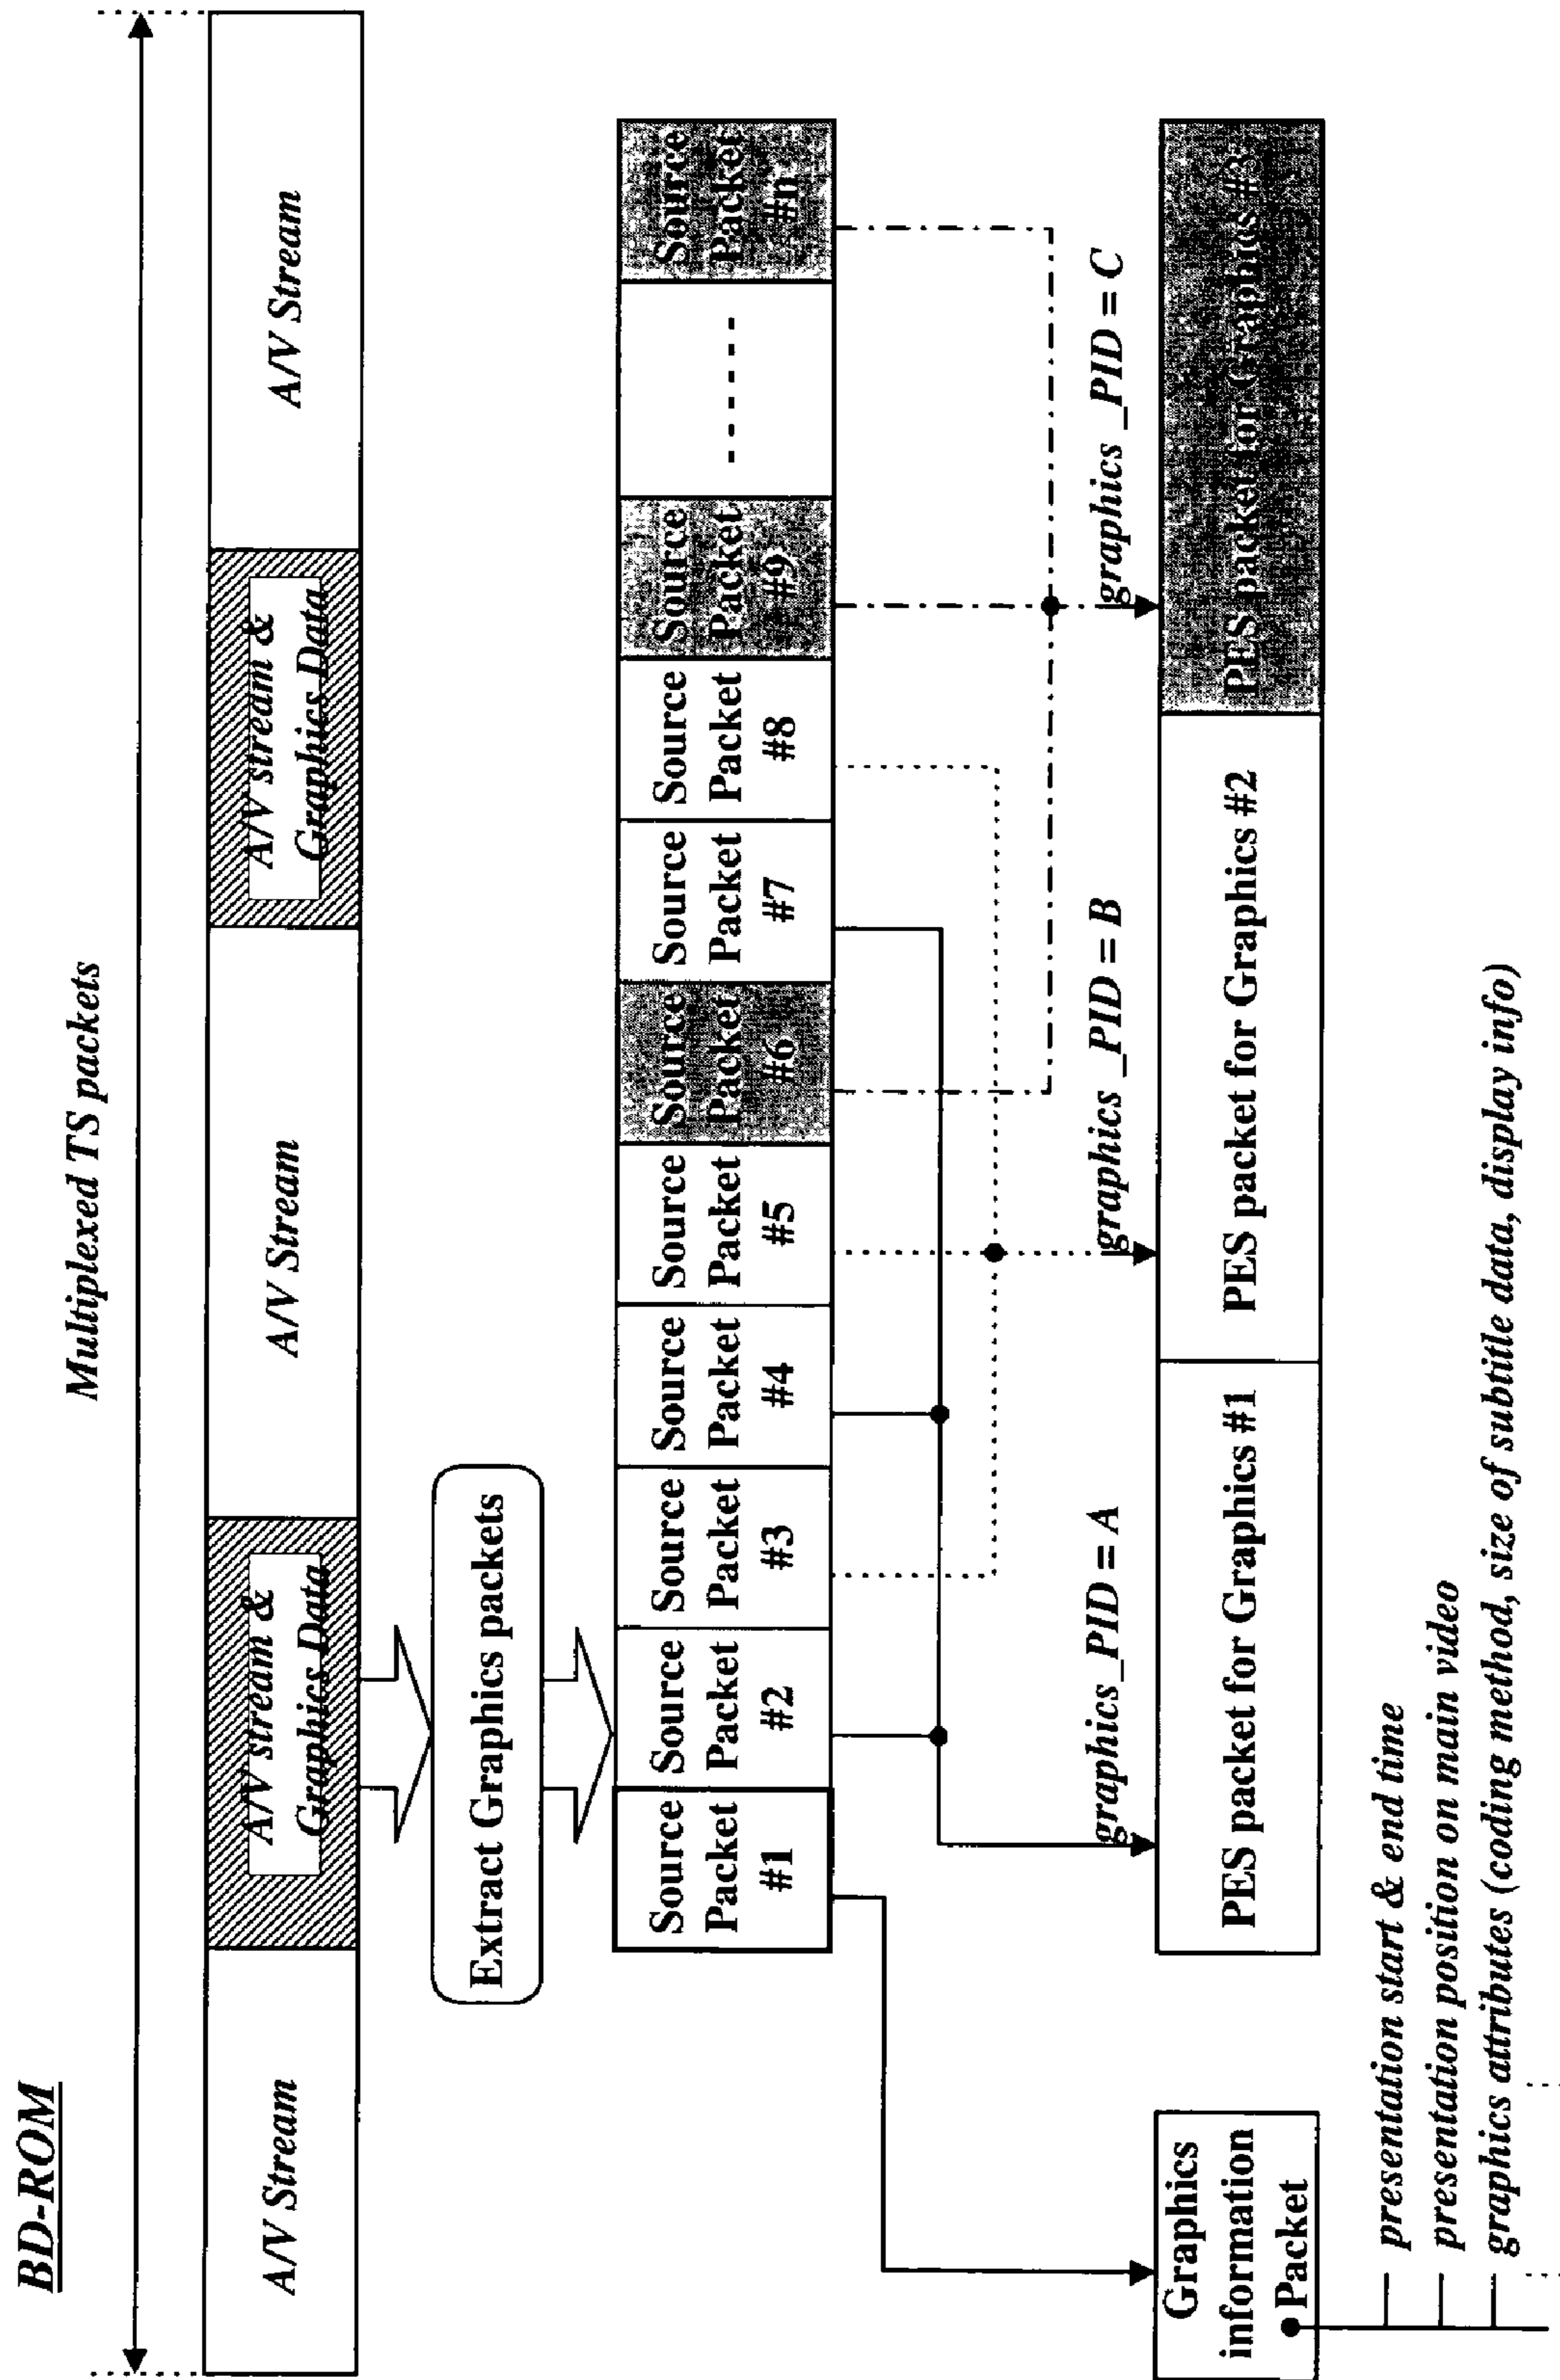 BD-ROM
Multiplexed TS packets
A/V Stream
A/V stream &
Graphics Data
A/V Stream
A/V stream &
Graphics Data
A/V Stream
Extract Graphics packets
Source
Packet
#1
Source
Packet
#2
Source
Packet
#3
Source
Packet
#4
Source
Packet
#5
Source
Packet
#6
Source
Packet
#7
Source
Packet
#8
Source
Packet
#9
Source
Packet
#n
graphics_PID = A
graphics _PID = B
graphics _PID = C
Graphics
information
Packet
PES packet for Graphics #1
PES packet for Graphics #2
PES packet for Graphics #3
presentation start & end time
presentation position on main video
graphics attributes (coding method, size of subtitle data, display info)